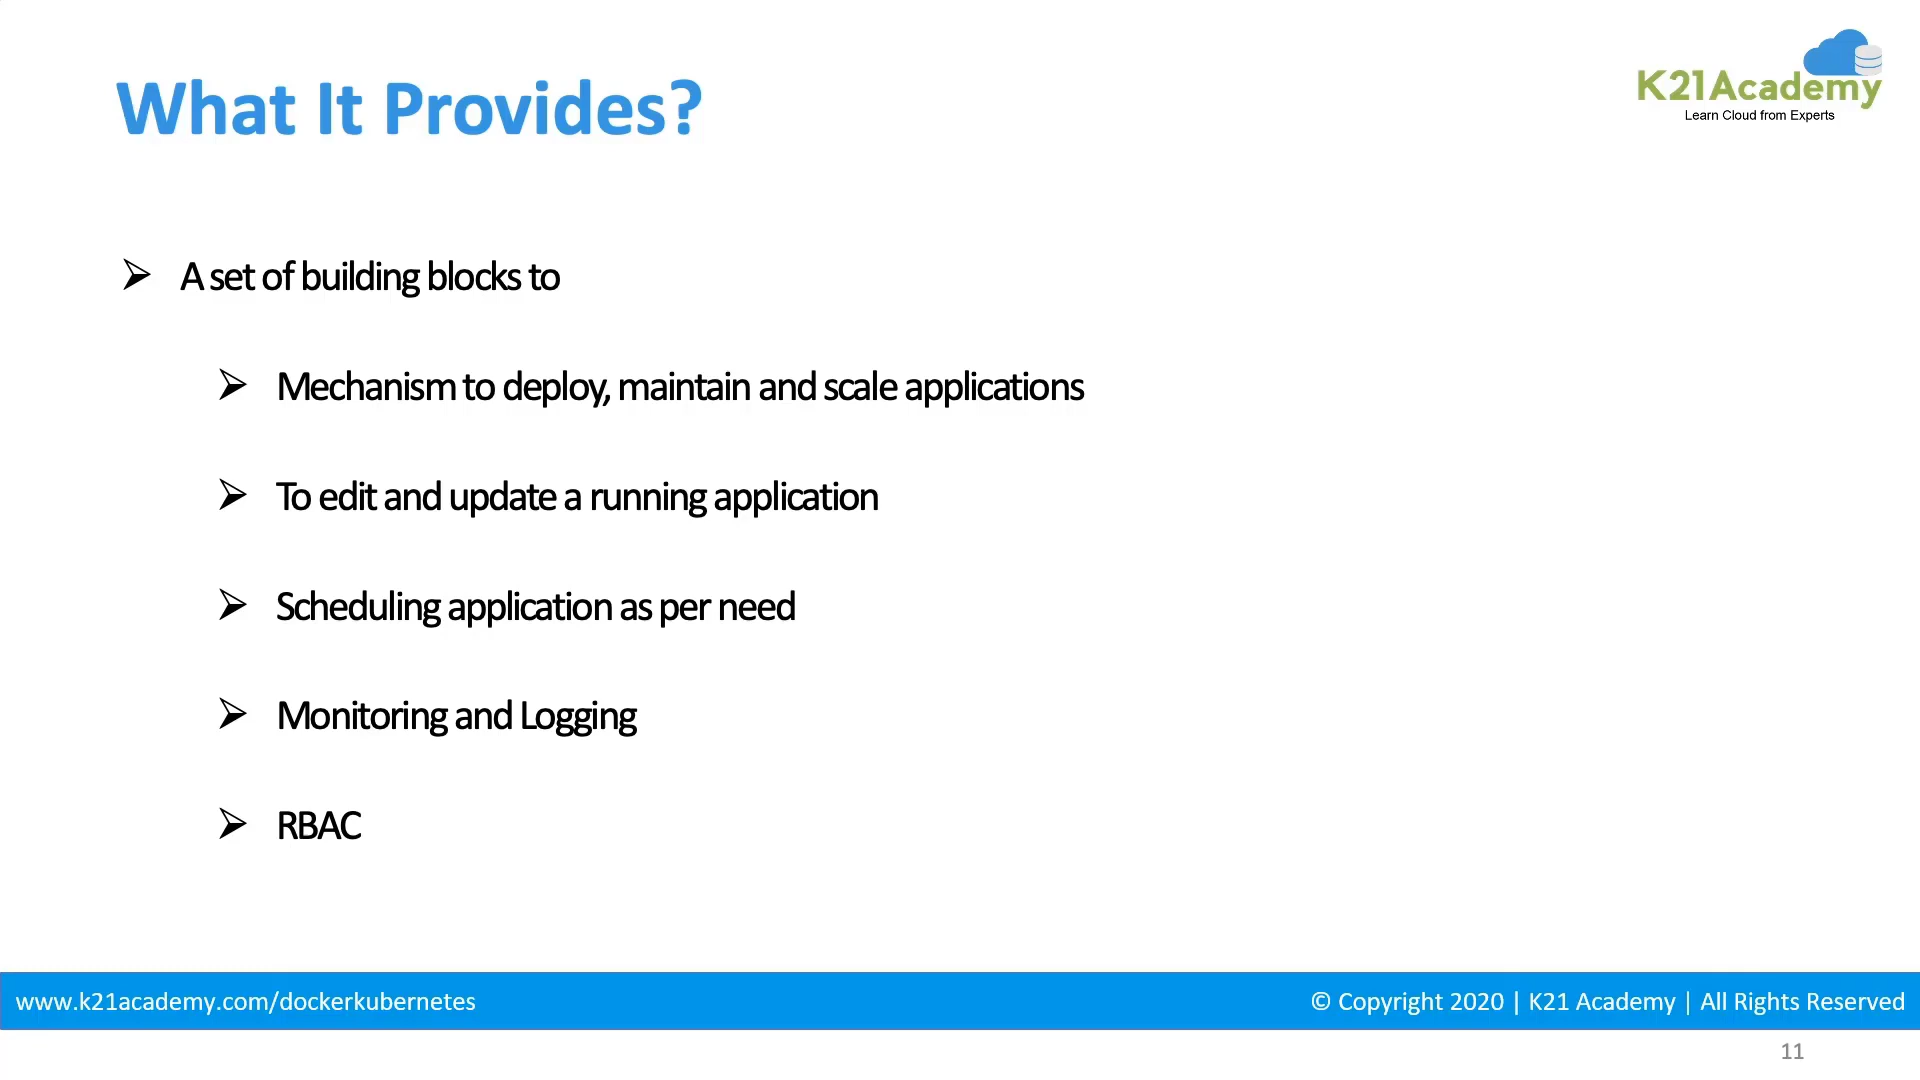 What It Provides?
K21Academy
Learn Cloud from Experts
A set of building blocks to
Mechanism to deploy, maintain and scale applications
To edit and update a running application
Scheduling application as per need
Monitoring and Logging
RBAC
www.k21academy.com/dockerkubernetes
© Copyright 2020 | K21 Academy | All Rights Reserved
11